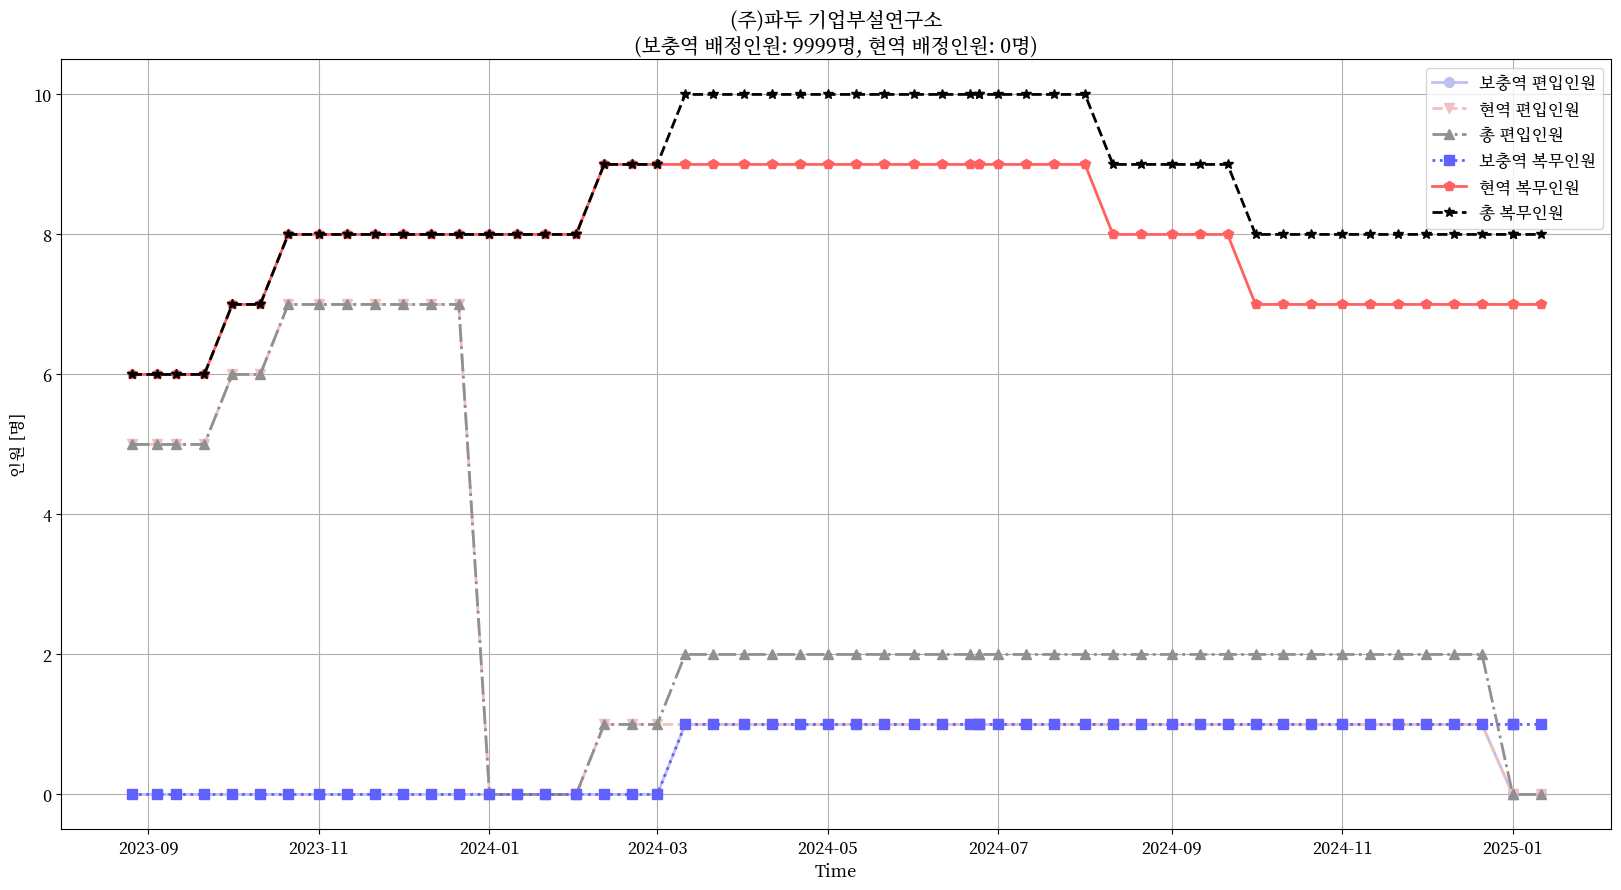 (주)파두 기업부설연구소
(보충역 배정인원: 9999명, 현역 배정인원: 0명)
보충역 편입인원
현역 편입인원
총 편입인원
보충역 복무인원
현역 복무인원
총 복무인원
인원 [명]
10
8
6
4
2
0
2023-09 2023-11 2024-01 2024-03 2024-05 2024-07 2024-09 2024-11 2025-01
Time